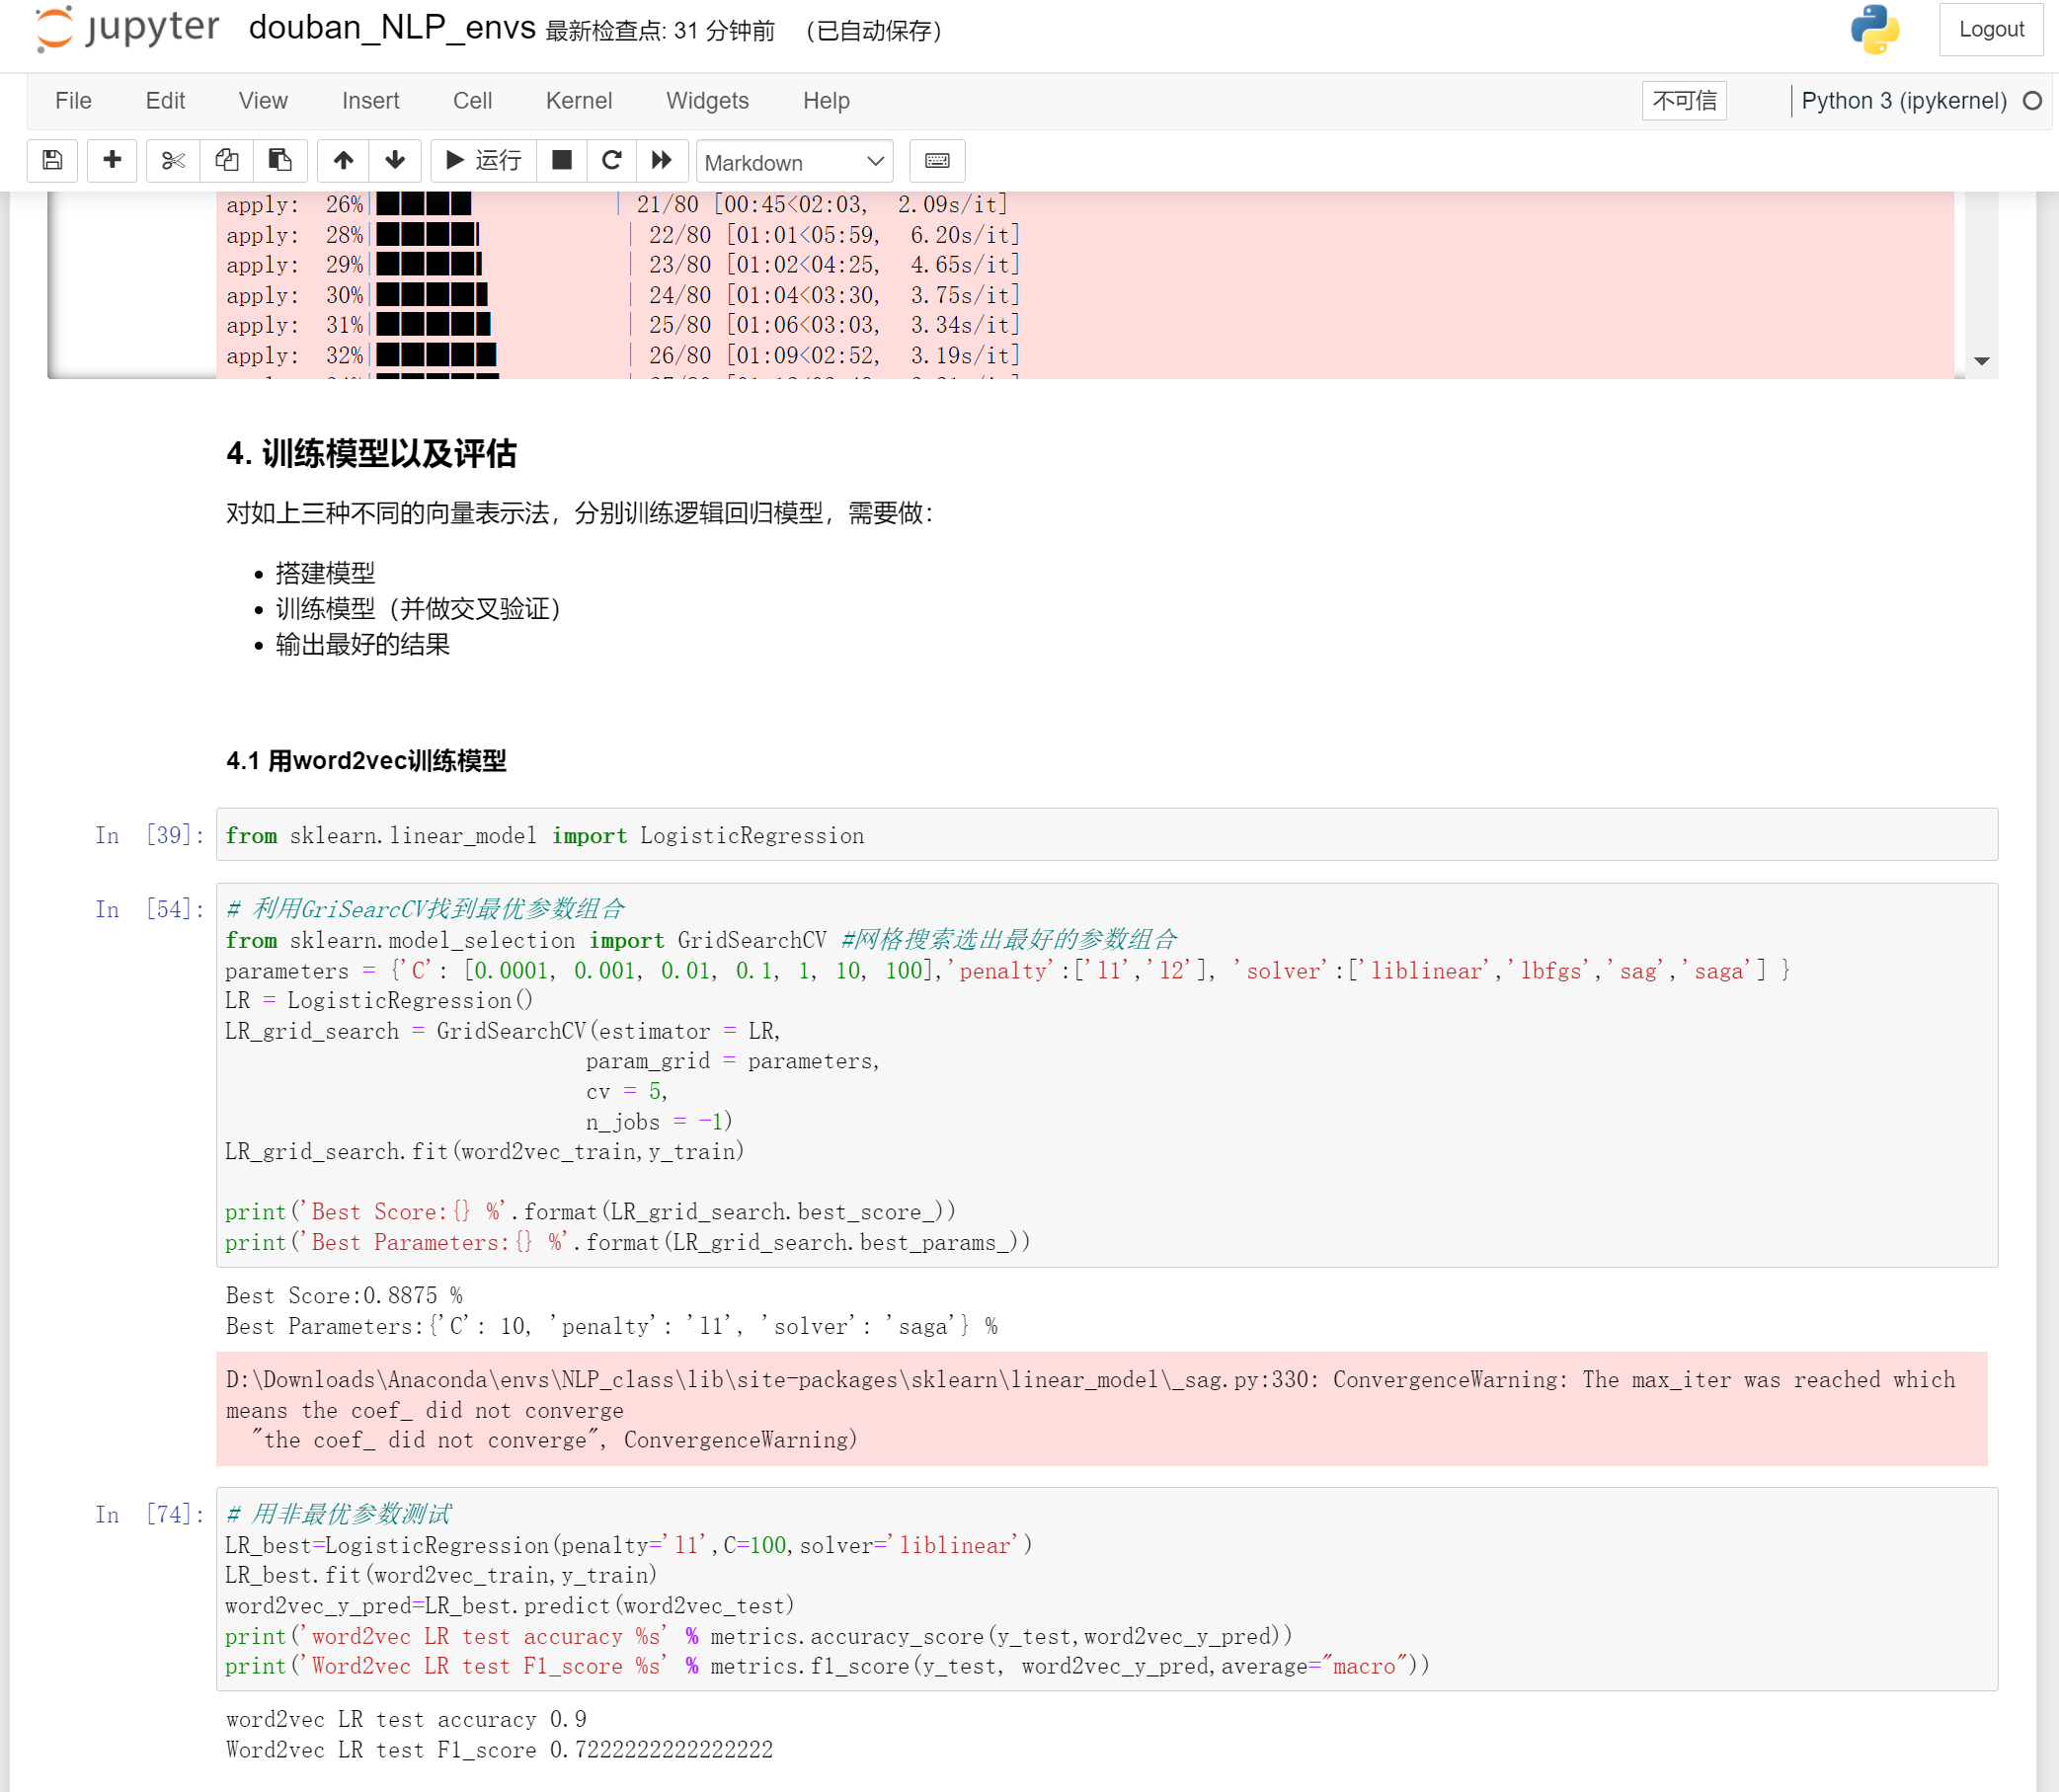 jupyter douban_NLP_envs 最新检查点: 31 分钟前 (已自动保存) Logout
File Edit View Insert Cell Kernel Widgets Help 不可信 Python 3 (ipykernel)
运行 Markdown
apply: 26%| | 21/80 [00:45<02:03, 2.09s/it]
apply: 28%| | 22/80 [01:01<05:59, 6.20s/it]
apply: 29%| | 23/80 [01:02<04:25, 4.65s/it]
apply: 30%| | 24/80 [01:04<03:30, 3.75s/it]
apply: 31%| | 25/80 [01:06<03:03, 3.34s/it]
apply: 32%| | 26/80 [01:09<02:52, 3.19s/it]
4. 训练模型以及评估
对如上三种不同的向量表示法，分别训练逻辑回归模型，需要做：
• 搭建模型
• 训练模型（并做交叉验证）
• 输出最好的结果
4.1 用word2vec训练模型
In [39]: from sklearn.linear_model import LogisticRegression
In [54]: # 利用GriSearcCV找到最优参数组合
from sklearn.model_selection import GridSearchCV #网格搜索选出最好的参数组合
parameters = {'C': [0.0001, 0.001, 0.01, 0.1, 1, 10, 100],'penalty':['l1','l2'], 'solver':['liblinear','lbfgs','sag','saga'] }
LR = LogisticRegression()
LR_grid_search = GridSearchCV(estimator = LR,
param_grid = parameters,
cv = 5,
n_jobs = -1)
LR_grid_search.fit(word2vec_train,y_train)
print('Best Score:{} %'.format(LR_grid_search.best_score_))
print('Best Parameters:{} %'.format(LR_grid_search.best_params_))
Best Score:0.8875 %
Best Parameters:{'C': 10, 'penalty': 'l1', 'solver': 'saga'} %
D:\Downloads\Anaconda\envs\NLP_class\lib\site-packages\sklearn\linear_model\_sag.py:330: ConvergenceWarning: The max_iter was reached which
means the coef_ did not converge
"the coef_ did not converge", ConvergenceWarning)
In [74]: # 用非最优参数测试
LR_best=LogisticRegression(penalty='l1',C=100,solver='liblinear')
LR_best.fit(word2vec_train,y_train)
word2vec_y_pred=LR_best.predict(word2vec_test)
print('word2vec LR test accuracy %s' % metrics.accuracy_score(y_test,word2vec_y_pred))
print('Word2vec LR test F1_score %s' % metrics.f1_score(y_test, word2vec_y_pred,average="macro"))
word2vec LR test accuracy 0.9
Word2vec LR test F1_score 0.7222222222222222